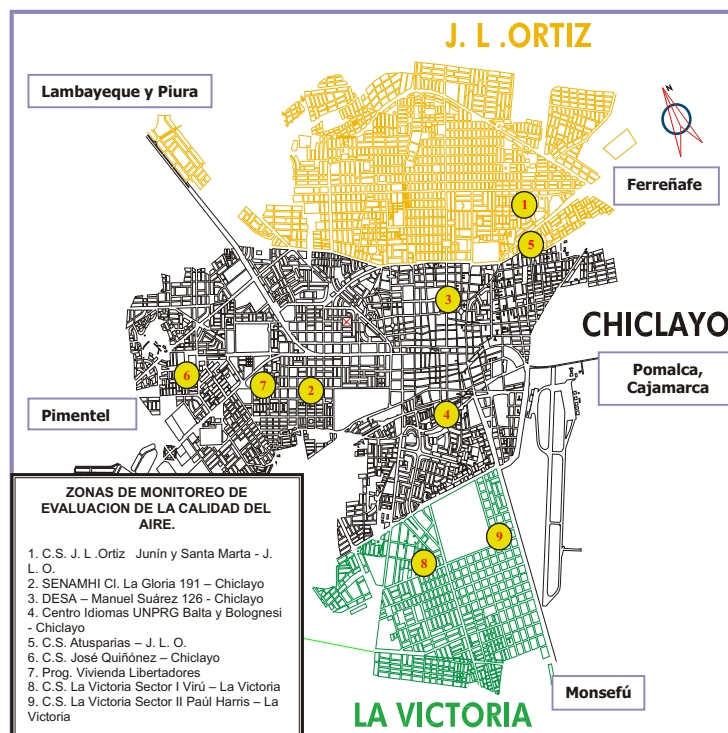 J. L .ORTIZ
Lambayeque y Piura
N
Ferreñafe
1
5
3
CHICLAYO
6
7
2
Pomalca,
Cajamarca
Pimentel
4
ZONAS DE MONITOREO DE
EVALUACION DE LA CALIDAD DEL
AIRE.
1. C.S. J. L .Ortiz Junín y Santa Marta - J.
L. O.
2. SENAMHI Cl. La Gloria 191 – Chiclayo
3. DESA – Manuel Suárez 126 - Chiclayo
4. Centro Idiomas UNPRG Balta y Bolognesi
- Chiclayo
5. C.S. Atusparias – J. L. O.
6. C.S. José Quiñónez – Chiclayo
7. Prog. Vivienda Libertadores
8. C.S. La Victoria Sector I Virú – La Victoria
9. C.S. La Victoria Sector II Paúl Harris – La
Victoria
9
8
Monsefú
LA VICTORIA